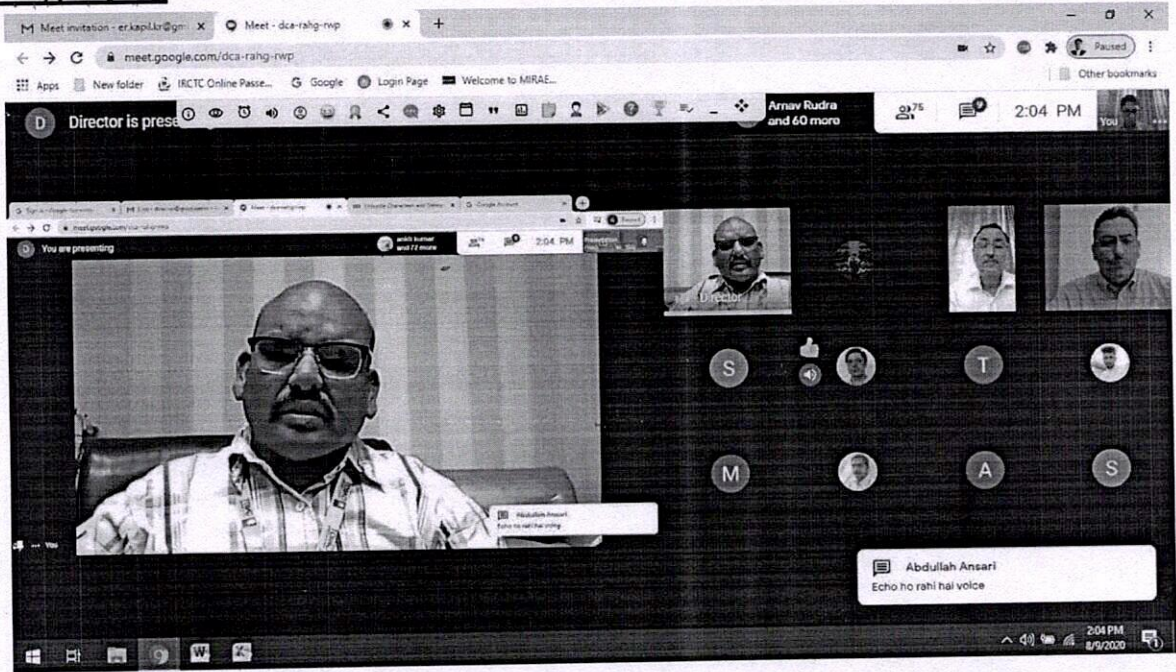 Meet invitation - er.kapil.kr@gm
Meet - dca-rahg-rwp
meet.google.com/dca-rahg-rwp
Paused
Apps
New folder
IRCTC Online Passe...
Google
Login Page
Welcome to MIRAE...
Other bookmarks
D
Director is prese
Arnav Rudra
and 60 more
75
9
2:04 PM
You
You are presenting
ankit kumar
and 72 more
2:04 PM
Director
S
T
M
A
S
Abdullah Ansari
Echo ho rahi hai voice
You
Abdullah Ansari
Echo ho rahi hai voice
W
2:04 PM
8/9/2020
1